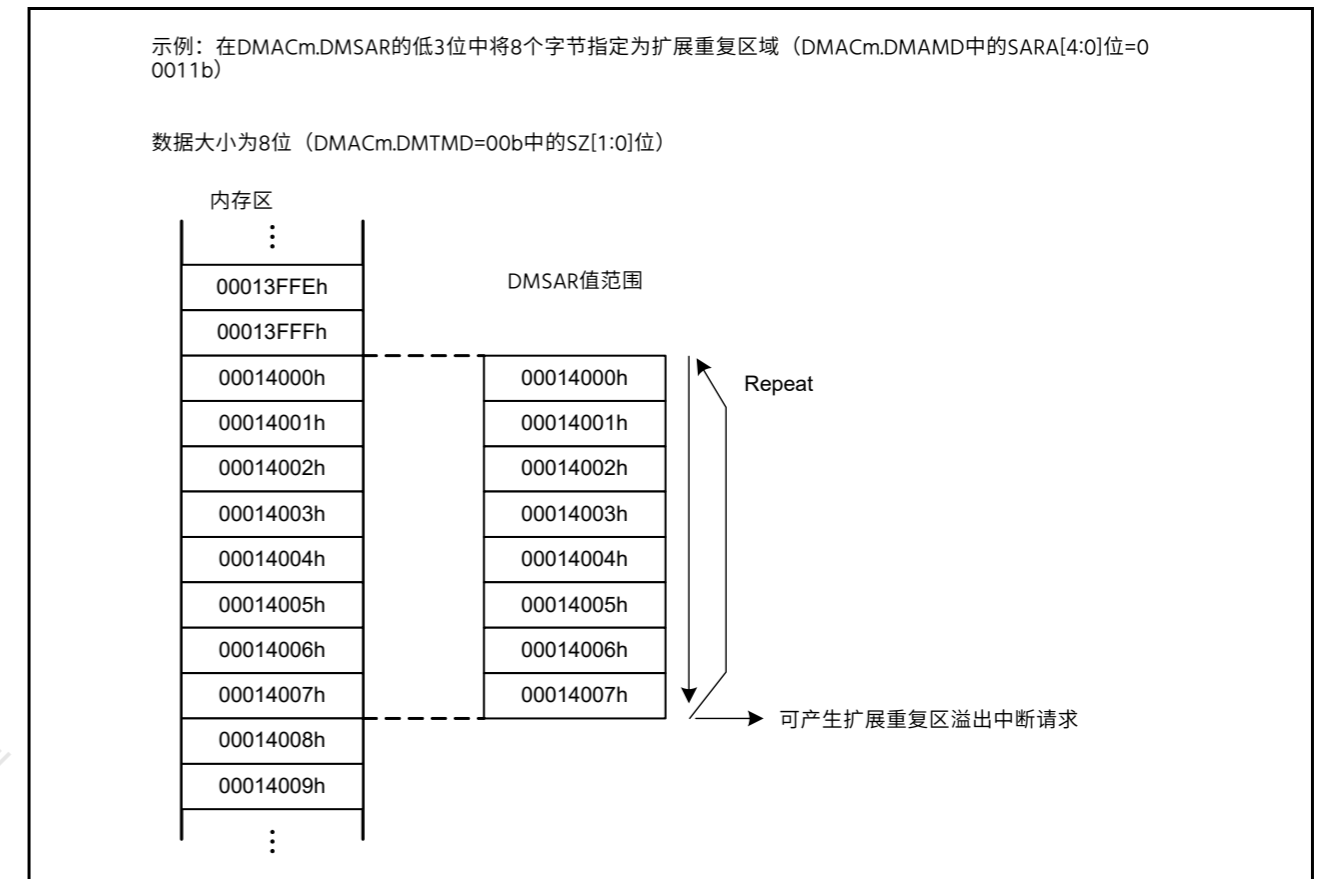 示例：在DMACm.DMSAR的低3位中将8个字节指定为扩展重复区域（DMACm.DMAMD中的SARA[4:0]位=0
0011b）
数据大小为8位（DMACm.DMTMD=00b中的SZ[1:0]位）
内存区
⋮
00013FFEh
DMSAR值范围
00013FFFh
00014000h 00014000h Repeat
00014001h 00014001h
00014002h 00014002h
00014003h 00014003h
00014004h 00014004h
00014005h 00014005h
00014006h 00014006h
00014007h 00014007h
可产生扩展重复区溢出中断请求
00014008h
00014009h
⋮